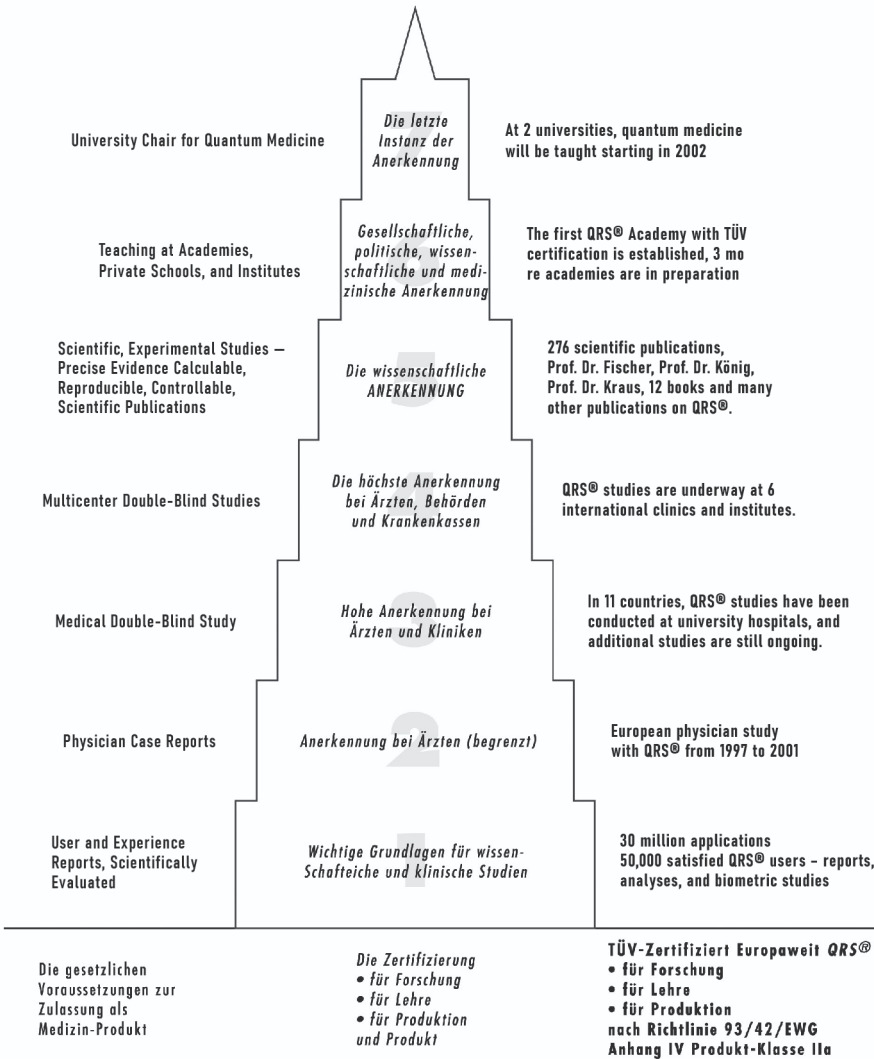 University Chair for Quantum Medicine
7
Die letzte
Instanz der
Anerkennung
At 2 universities, quantum medicine
will be taught starting in 2002
Teaching at Academies,
Private Schools, and Institutes
6
Gesellschaftliche,
politische, wissen-
schaftliche und medi-
zinische Anerkennung
The first QRS® Academy with TÜV
certification is established, 3 mo
re academies are in preparation
Scientific, Experimental Studies —
Precise Evidence Calculable,
Reproducible, Controllable,
Scientific Publications
5
Die wissenschaftliche
ANERKENNUNG
276 scientific publications,
Prof. Dr. Fischer, Prof. Dr. König,
Prof. Dr. Kraus, 12 books and many
other publications on QRS®.
Multicenter Double-Blind Studies
4
Die höchste Anerkennung
bei Ärzten, Behörden
und Krankenkassen
QRS® studies are underway at 6
international clinics and institutes.
Medical Double-Blind Study
3
Hohe Anerkennung bei
Ärzten und Kliniken
In 11 countries, QRS® studies have been
conducted at university hospitals, and
additional studies are still ongoing.
Physician Case Reports
2
Anerkennung bei Ärzten (begrenzt)
European physician study
with QRS® from 1997 to 2001
User and Experience
Reports, Scientifically
Evaluated
1
Wichtige Grundlagen für wissen-
Schafteiche und klinische Studien
30 million applications
50,000 satisfied QRS® users – reports,
analyses, and biometric studies
Die gesetzlichen
Voraussetzungen zur
Zulassung als
Medizin-Produkt
Die Zertifizierung
• für Forschung
• für Lehre
• für Produktion
und Produkt
TÜV-Zertifiziert Europaweit QRS®
• für Forschung
• für Lehre
• für Produktion
nach Richtlinie 93/42/EWG
Anhang IV Produkt-Klasse IIa